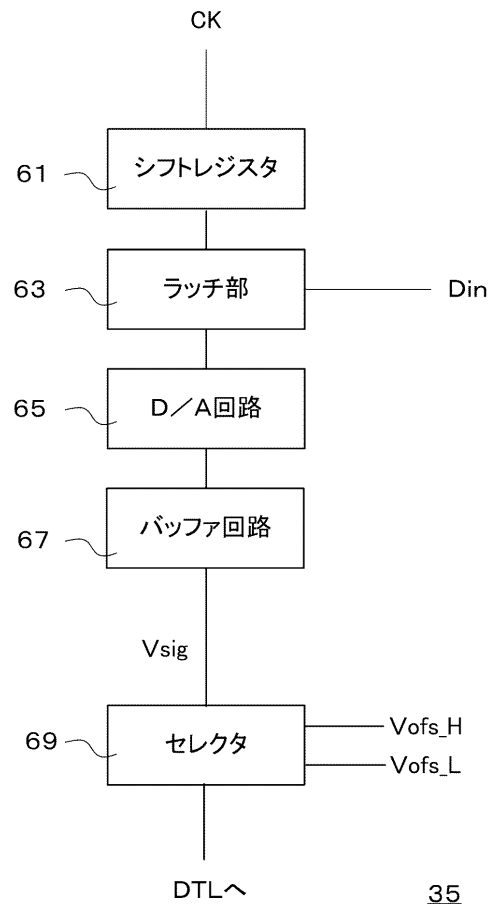 CK
61
シフトレジスタ
63
ラッチ部
Din
65
D／A回路
67
バッファ回路
Vsig
69
セレクタ
Vofs_H
Vofs_L
DTLへ
35